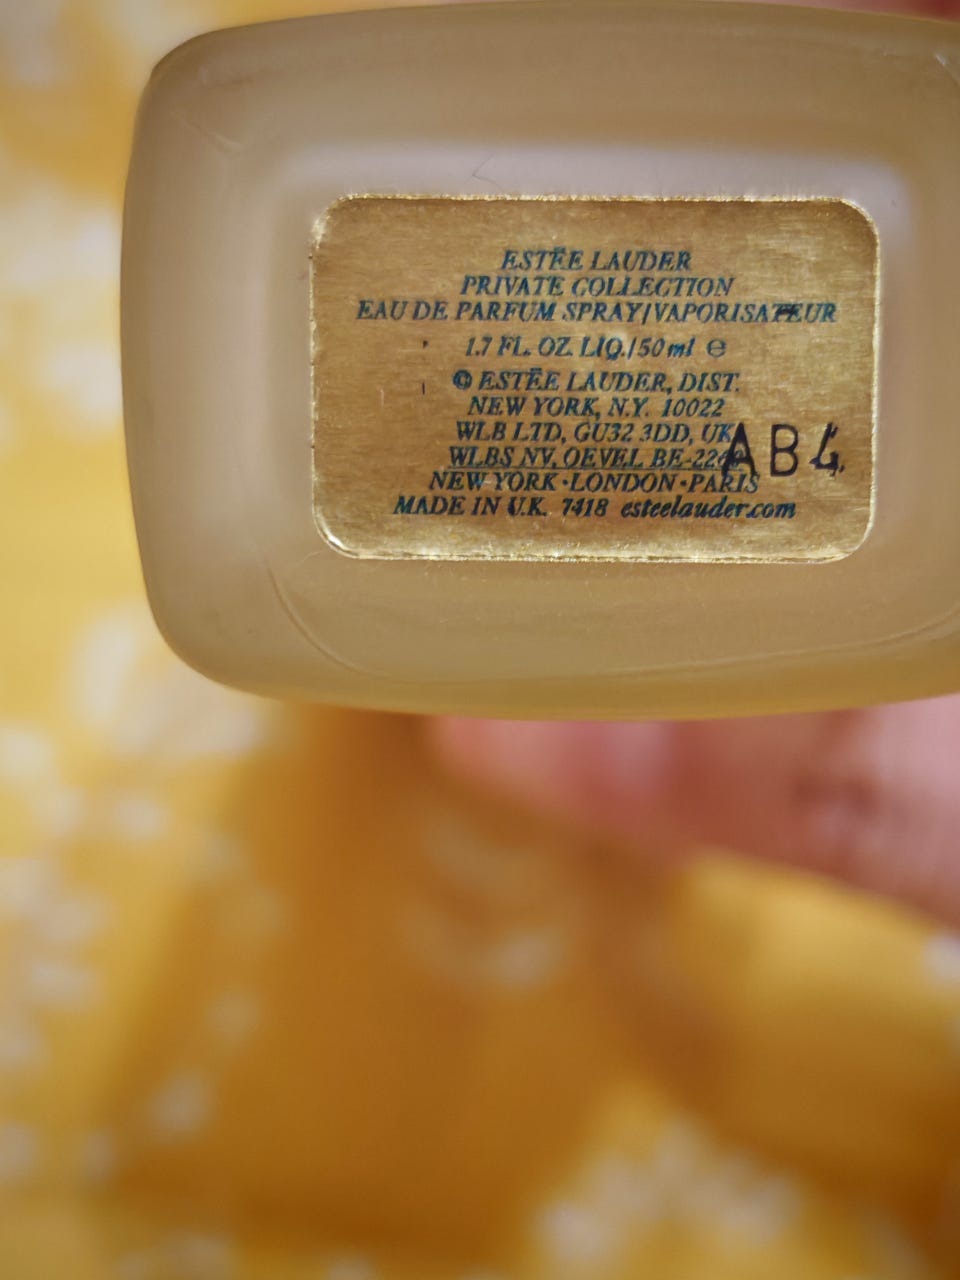 ESTĒE LAUDER
PRIVATE COLLECTION
EAU DE PARFUM SPRAY/VAPORISATEUR
1.7 FL. OZ. LIQ./50 ml ℮
© ESTĒE LAUDER, DIST.
NEW YORK, N.Y. 10022
WLB LTD, GU32 3DD, UK
WLBS NV, OEVEL BE-2260
AB4
NEW YORK · LONDON · PARIS
MADE IN U.K. 7418 esteelauder.com